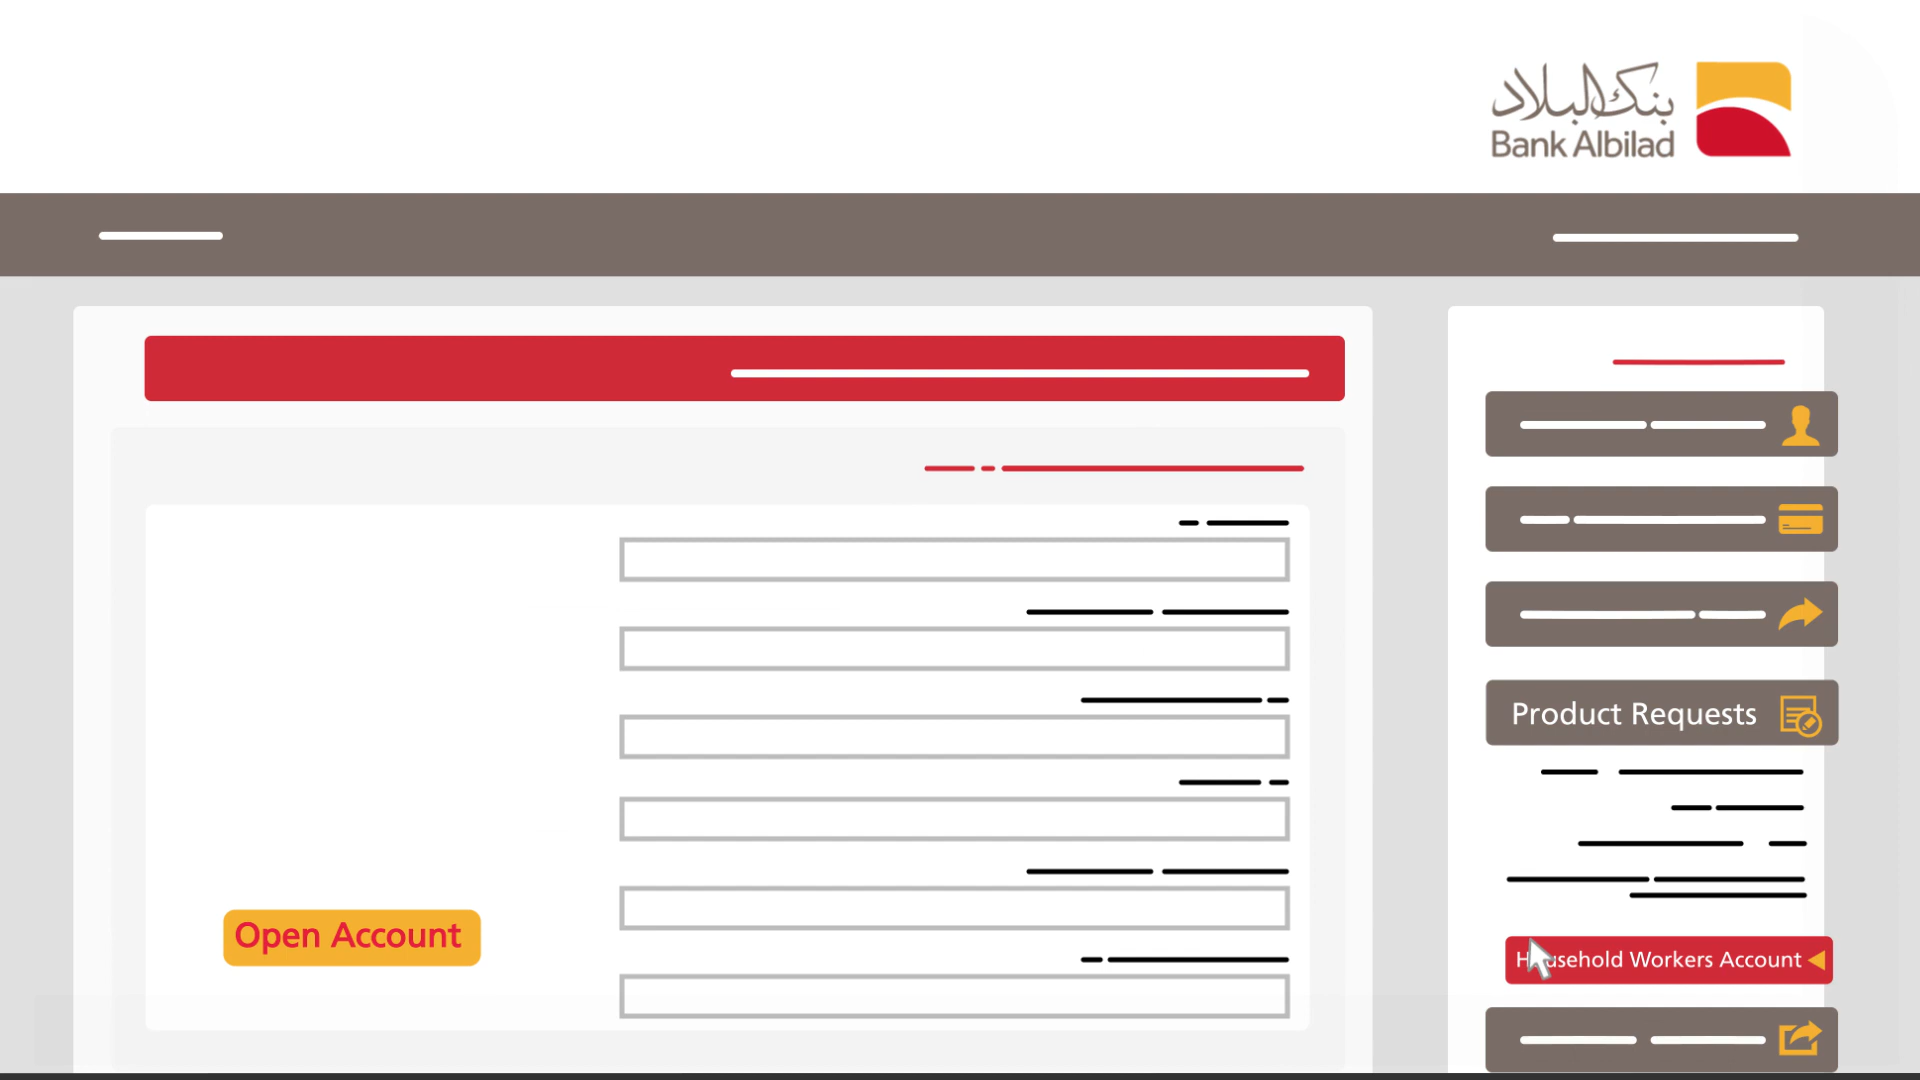 بنك البلاد
Bank Albilad
Product Requests
Household Workers Account
Open Account